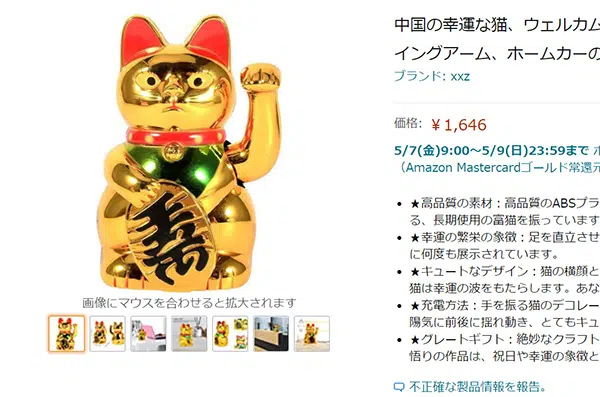 中国の幸運な猫、ウェルカム
イングアーム、ホームカーの
ブランド: xxz
価格: ￥1,646
5/7(金)9:00～5/9(日)23:59まで ポ
（Amazon Mastercardゴールド常還元
★高品質の素材：高品質のABSプラ
る、長期使用の富猫を振っています
★幸運の繁栄の象徴：足を直立させ
に何度も展示されています。
★キュートなデザイン：猫の横顔と
猫は幸運の波をもたらします。あな
★充電方法：手を振る猫のデコレー
陽気に前後に揺れ動き、とてもキュ
★グレートギフト：絶妙なクラフト
悟りの作品は、祝日や幸運の象徴と
不正確な製品情報を報告。
画像にマウスを合わせると拡大されます